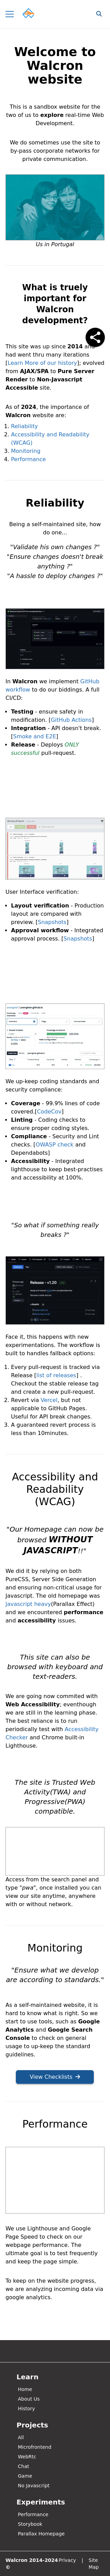 Welcome to
Walcron
website
This is a sandbox website for the
use of us to explore real-time Web
Development.
We do sometimes use the site to
by-pass corporate networks for
private communication.
Us in Portugal
What is truely
important for
Walcron
development?
This site was up since 2014 and
had went thru many iterations
[Learn More of our history]; evolved
from AJAX/SPA to Pure Server
Render to Non-Javascript
Accessible site.
As of 2024, the importance of
Walcron website are:
1. Reliability
2. Accessbility and Readability
(WCAG)
3. Monitoring
4. Performance
Reliability
Being a self-maintained site, how
do one...
"Validate his own changes ?"
"Ensure changes doesn't break
anything ?"
"A hassle to deploy changes ?"
In Walcron we implement GitHub
workflow to do our biddings. A full
CI/CD:
• Testing - ensure safety in
modification. [GitHub Actions]
• Integration - API doesn't break.
[Smoke and E2E]
• Release - Deploys ONLY
successful pull-request.
User Interface verification:
• Layout verification - Production
layout are compared with
preview. [Snapshots]
• Approval workflow - Integrated
approval process. [Snapshots]
We up-keep coding standards and
security compliance:
• Coverage - 99.9% lines of code
covered.[CodeCov]
• Linting - Coding checks to
ensure proper coding styles.
• Compliance - Security and Lint
checks. [OWASP check and
Dependabots]
• Accessibility - Integrated
lighthouse to keep best-practises
and accessibility at 100%.
"So what if something really
breaks ?"
Release - v1.20
Face it, this happens with new
experimentations. The workflow is
built to handles fallback options:
1. Every pull-request is tracked via
Release [list of releases] .
Checkout the stable release tag
and create a new pull-request.
2. Revert via Vercel, but not
applicable to GitHub Pages.
Useful for API break changes.
3. A guaranteed revert process is
less than 10minutes.
Accessibility and
Readability
(WCAG)
"Our Homepage can now be
browsed WITHOUT
JAVASCRIPT!!"
We did it by relying on both
PureCSS, Server Side Generation
and ensuring non-critical usage for
Javascript. The old homepage was
Javascript heavy(Parallax Effect)
and we encountered performance
and accessibility issues.
This site can also be
browsed with keyboard and
text-readers.
We are going now commited with
Web Accessibility; even-though
we are still in the learning phase.
The best reliance is to run tests
periodically test with Accessibility
Checker and Chrome built-in
Lighthouse.
The site is Trusted Web
Activity(TWA) and
Progressive(PWA)
compatible.
Access from the search panel and
type "pwa", once installed you can
view our site anytime, anywhere
with or without network.
Monitoring
"Ensure what we develop
are according to standards."
As a self-maintained website, it is
normal to know what is right. So we
start to use tools, such as Google
Analytics and Google Search
Console to check on general
usage to up-keep the standard
guidelines.
View Checklists →
Performance
We use Lighthouse and Google
Page Speed to check on our
webpage performance. The
ultimate goal is to test frequently
and keep the page simple.
To keep on the website progress,
we are analyzing incoming data via
google analytics.
Learn
Home
About Us
History
Projects
All
Microfrontend
WebRtc
Chat
Game
No Javascript
Experiments
Performance
Storybook
Parallax Homepage
Walcron 2014-2024
©
Privacy
|
Site
Map